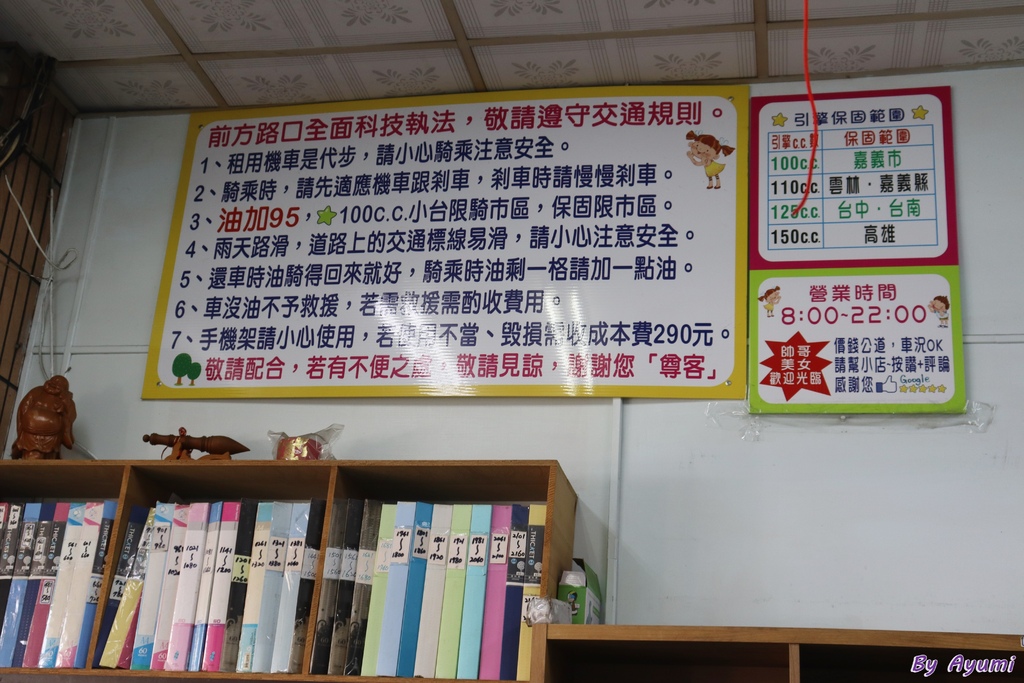 前方路口全面科技執法，敬請遵守交通規則。
1、租用機車是代步，請小心騎乘注意安全。
2、騎乘時，請先適應機車跟剎車，剎車時請慢慢剎車。
3、油加95，100c.c.小台限騎市區，保固限市區。
4、雨天路滑，道路上的交通標線易滑，請小心注意安全。
5、還車時油騎得回來就好，騎乘時油剩一格請加一點油。
6、車沒油不予救援，若需救援需酌收費用。
7、手機架請小心使用，若使用不當、毀損需收成本費290元。
敬請配合，若有不便之處，敬請見諒，謝謝您「尊客」
引擎保固範圍
引擎c.c.數 保固範圍
100c.c. 嘉義市
110c.c. 雲林·嘉義縣
125c.c. 台中·台南
150c.c. 高雄
營業時間
8:00~22:00
帥哥
美女
歡迎光臨
價錢公道，車況OK
請幫小店-按讚+評論
感謝您 Google
By Ayumi